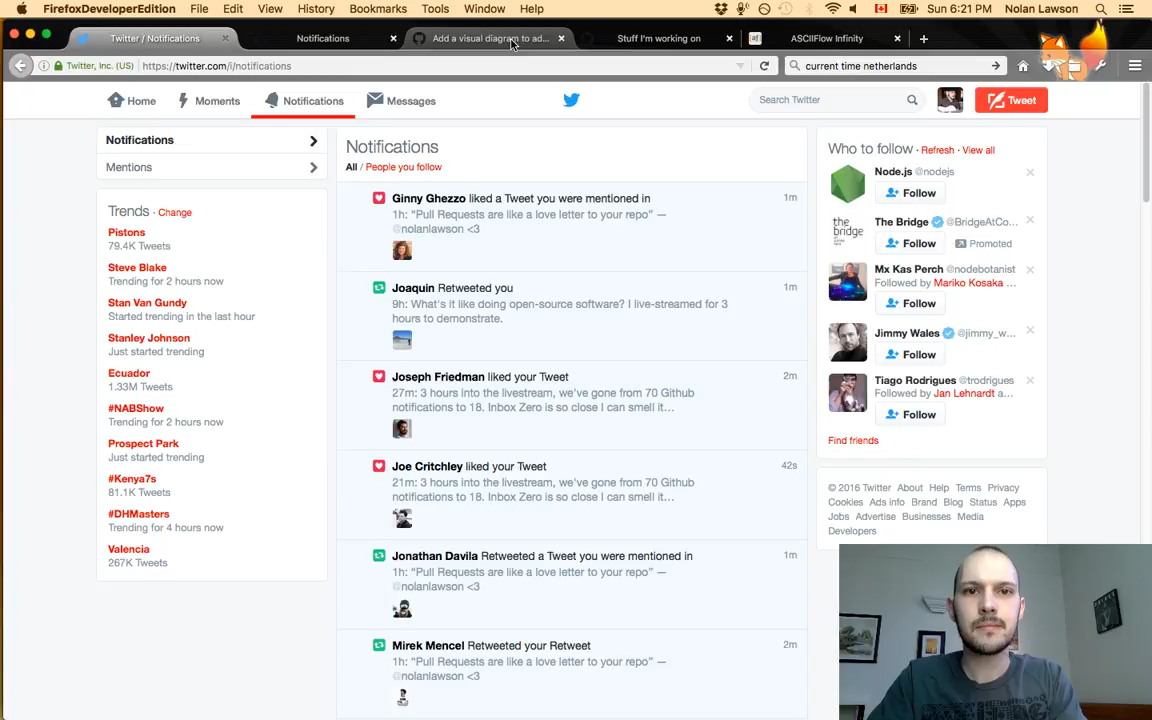 FirefoxDeveloperEdition File Edit View History Bookmarks Tools Window Help Sun 6:21 PM Nolan Lawson
Twitter / Notifications Notifications Add a visual diagram to ad... Stuff I'm working on ASCIIFlow Infinity
Twitter, Inc. (US) https://twitter.com/i/notifications current time netherlands
Home Moments Notifications Messages Search Twitter Tweet
Notifications
Mentions
Trends · Change
Pistons
79.4K Tweets
Steve Blake
Trending for 2 hours now
Stan Van Gundy
Started trending in the last hour
Stanley Johnson
Just started trending
Ecuador
1.33M Tweets
#NABShow
Trending for 2 hours now
Prospect Park
Just started trending
#Kenya7s
81.1K Tweets
#DHMasters
Trending for 4 hours now
Valencia
267K Tweets
Notifications
All / People you follow
Ginny Ghezzo liked a Tweet you were mentioned in 1m
1h: "Pull Requests are like a love letter to your repo" —
@nolanlawson <3
Joaquin Retweeted you 1m
9h: What's it like doing open-source software? I live-streamed for 3
hours to demonstrate.
Joseph Friedman liked your Tweet 2m
27m: 3 hours into the livestream, we've gone from 70 Github
notifications to 18. Inbox Zero is so close I can smell it...
Joe Critchley liked your Tweet 42s
21m: 3 hours into the livestream, we've gone from 70 Github
notifications to 18. Inbox Zero is so close I can smell it...
Jonathan Davila Retweeted a Tweet you were mentioned in 1m
1h: "Pull Requests are like a love letter to your repo" —
@nolanlawson <3
Mirek Mencel Retweeted your Retweet 2m
1h: "Pull Requests are like a love letter to your repo" —
@nolanlawson <3
Who to follow · Refresh · View all
Node.js @nodejs
Follow
the
bridge
The Bridge @BridgeAtCo...
Follow Promoted
Mx Kas Perch @nodebotanist
Followed by Mariko Kosaka ...
Follow
Jimmy Wales @jimmy_w...
Follow
Tiago Rodrigues @trodrigues
Followed by Jan Lehnardt a...
Follow
Find friends
© 2016 Twitter About Help Terms Privacy
Cookies Ads info Brand Blog Status Apps
Jobs Advertise Businesses Media
Developers